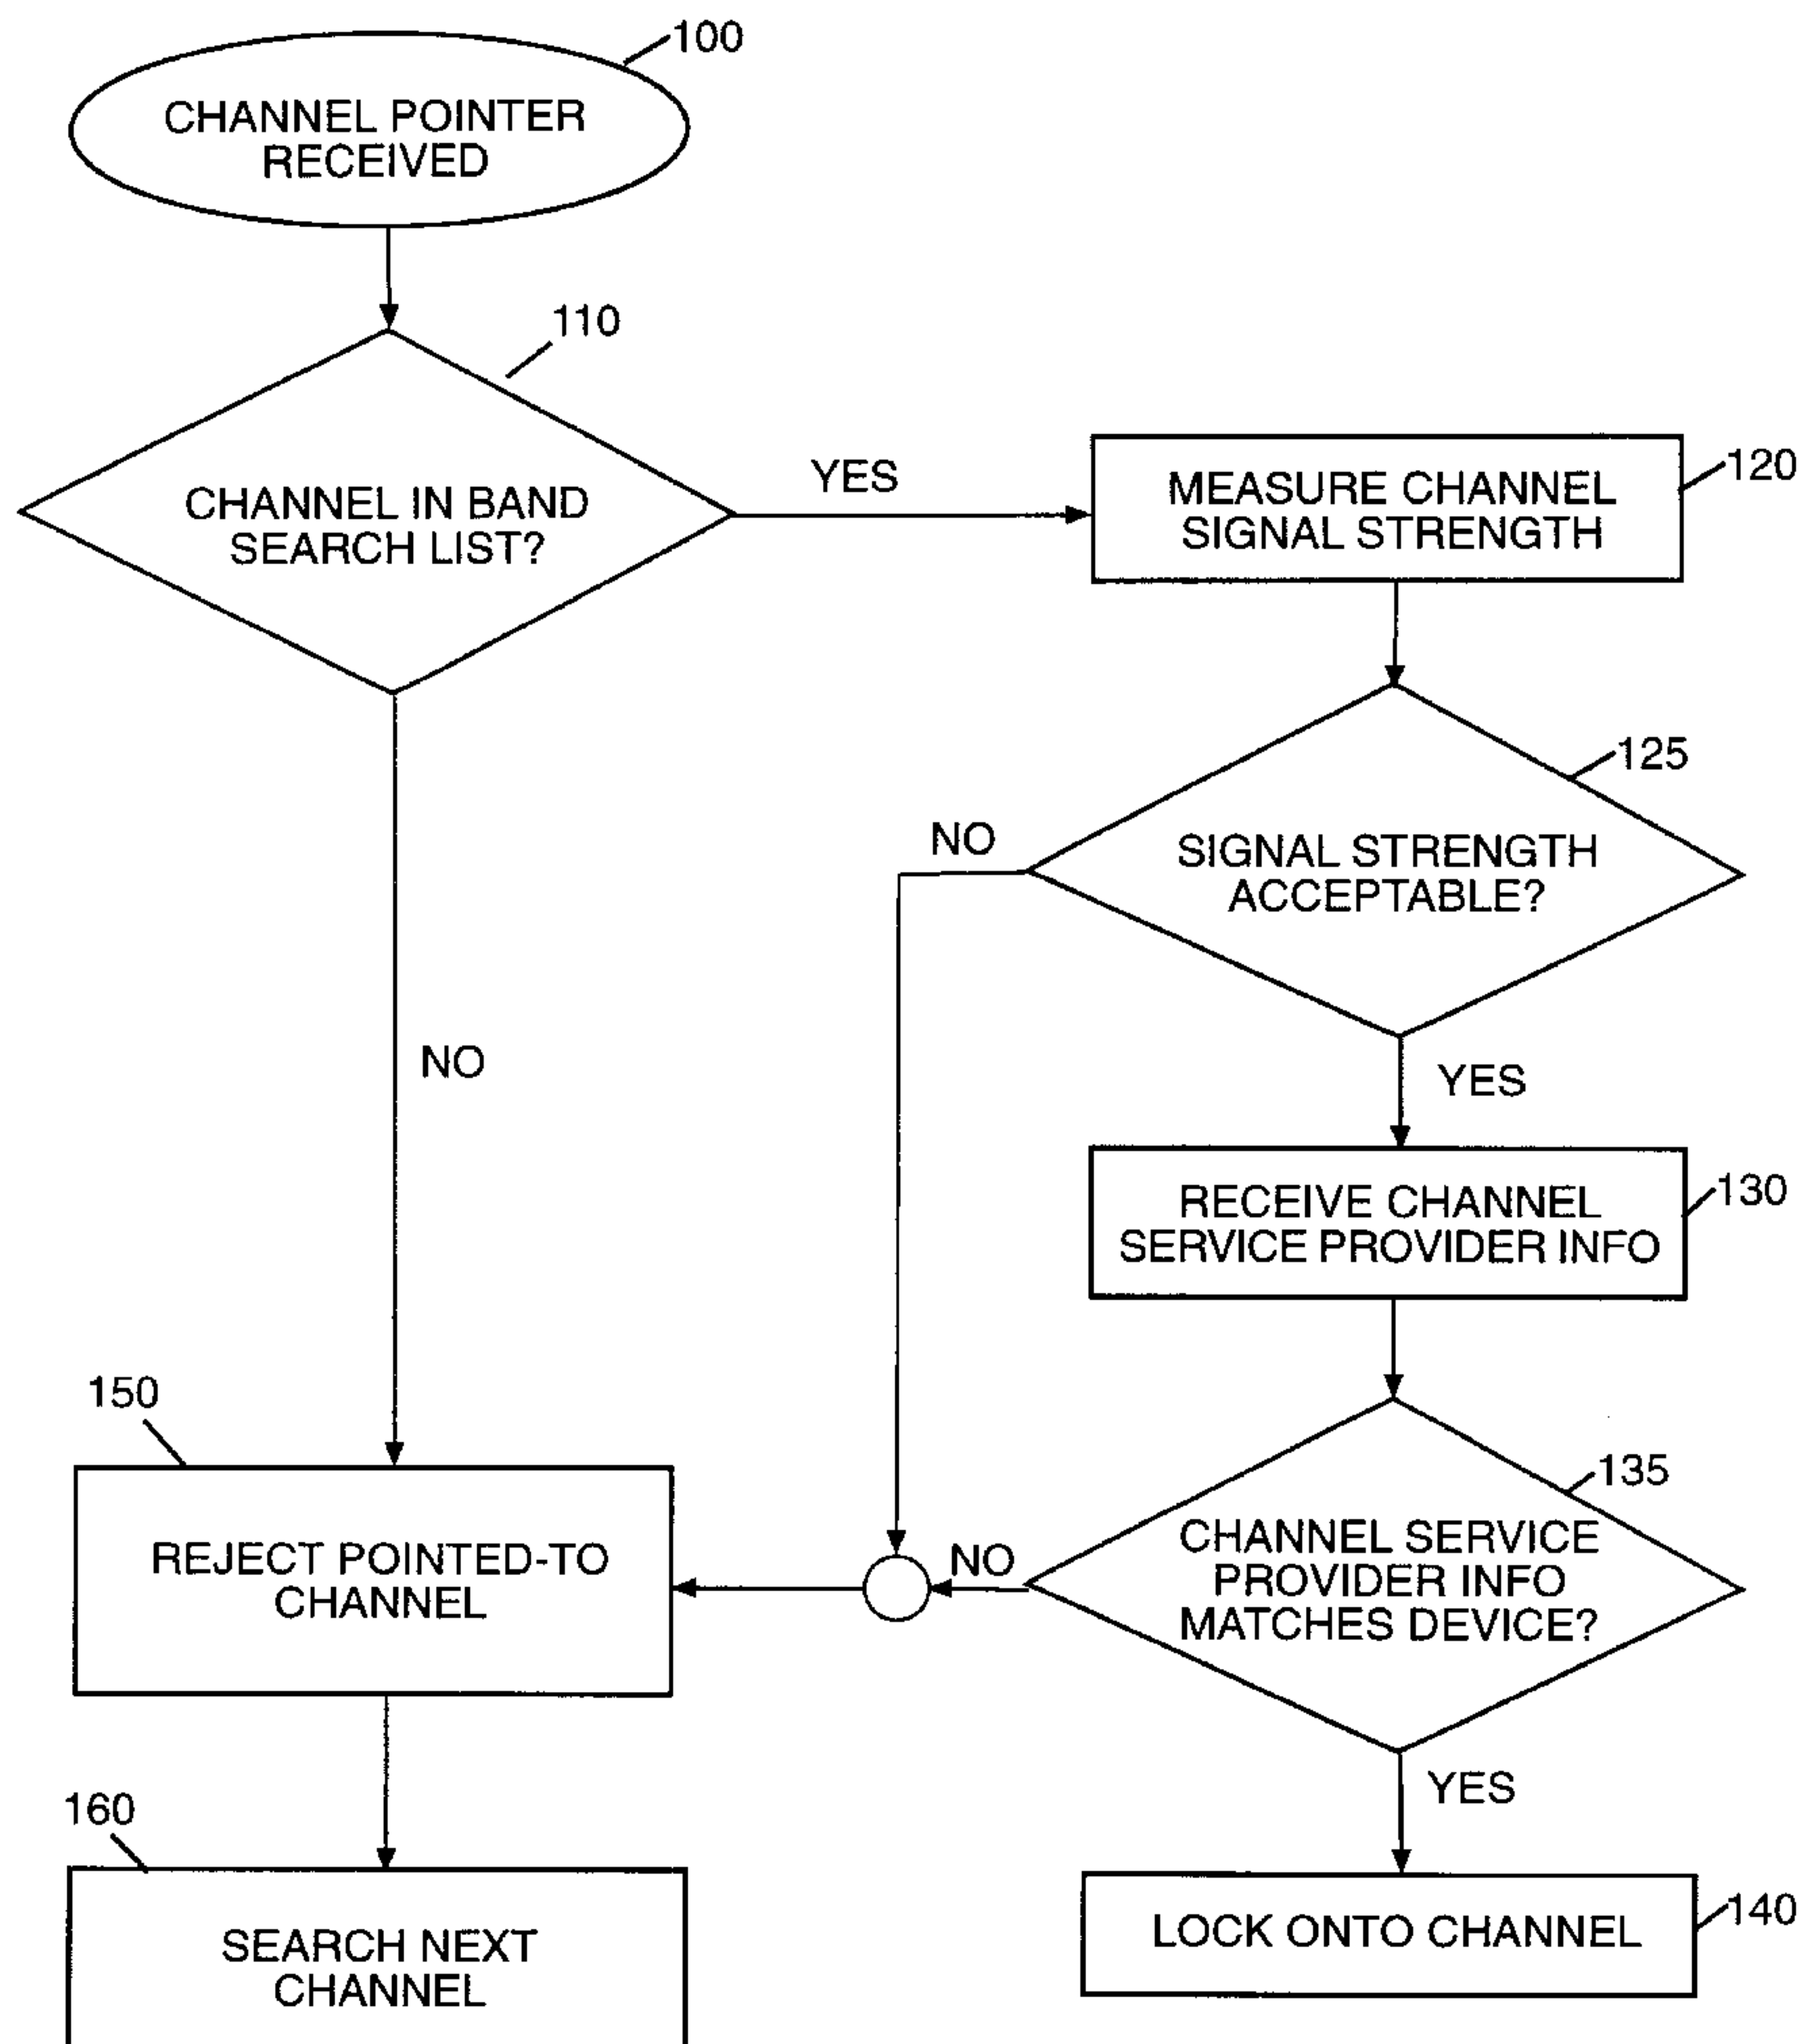 100
CHANNEL POINTER
RECEIVED
110
CHANNEL IN BAND
SEARCH LIST?
YES
MEASURE CHANNEL
SIGNAL STRENGTH
120
125
SIGNAL STRENGTH
ACCEPTABLE?
NO
YES
NO
RECEIVE CHANNEL
SERVICE PROVIDER INFO
130
135
CHANNEL SERVICE
PROVIDER INFO
MATCHES DEVICE?
NO
150
REJECT POINTED-TO
CHANNEL
YES
160
SEARCH NEXT
CHANNEL
LOCK ONTO CHANNEL
140